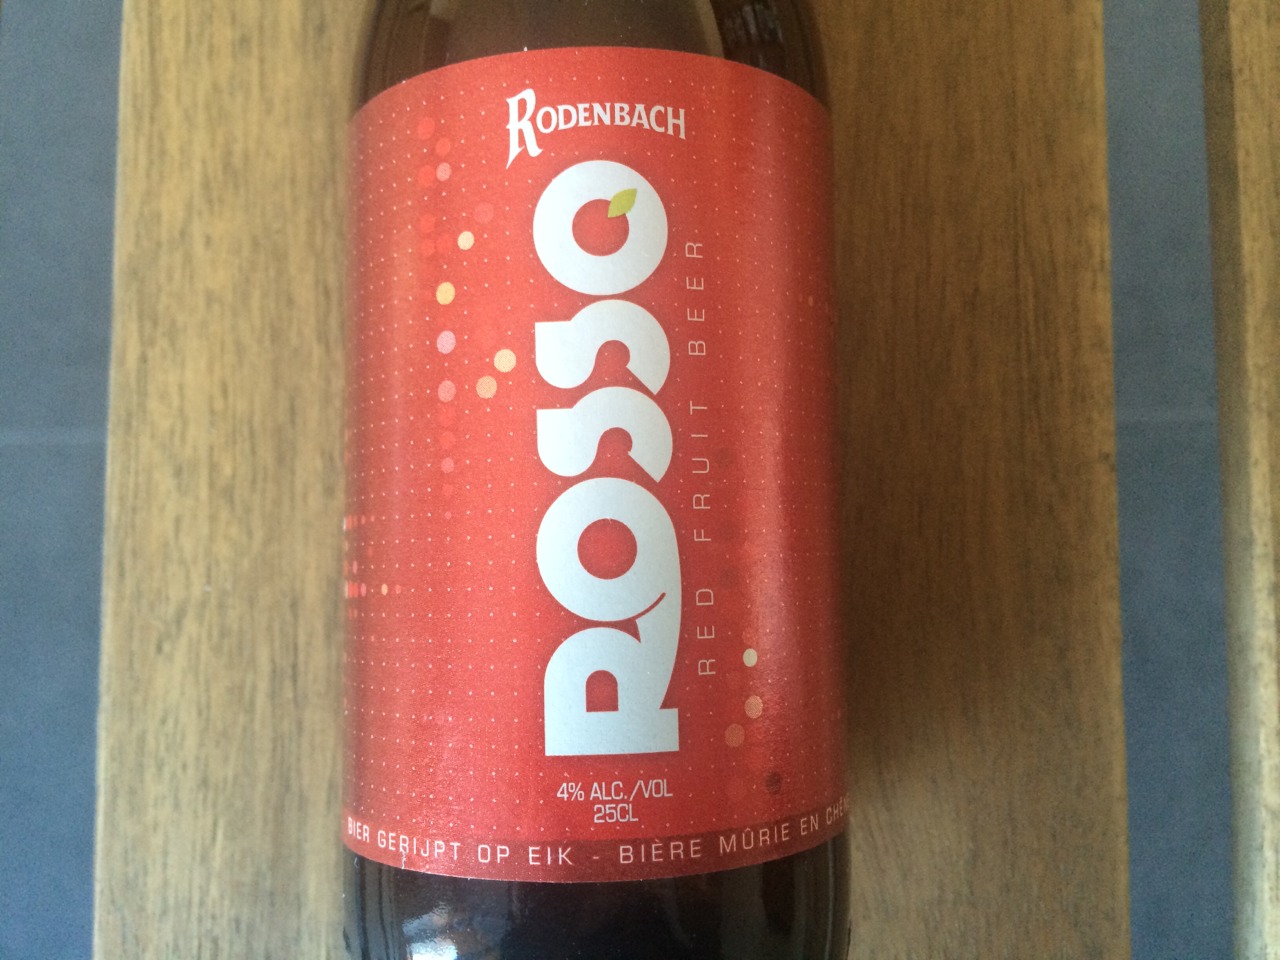 RODENBACH
ROSSO
RED FRUIT BEER
4% ALC./VOL
25CL
BIER GERIJPT OP EIK - BIÈRE MÛRIE EN